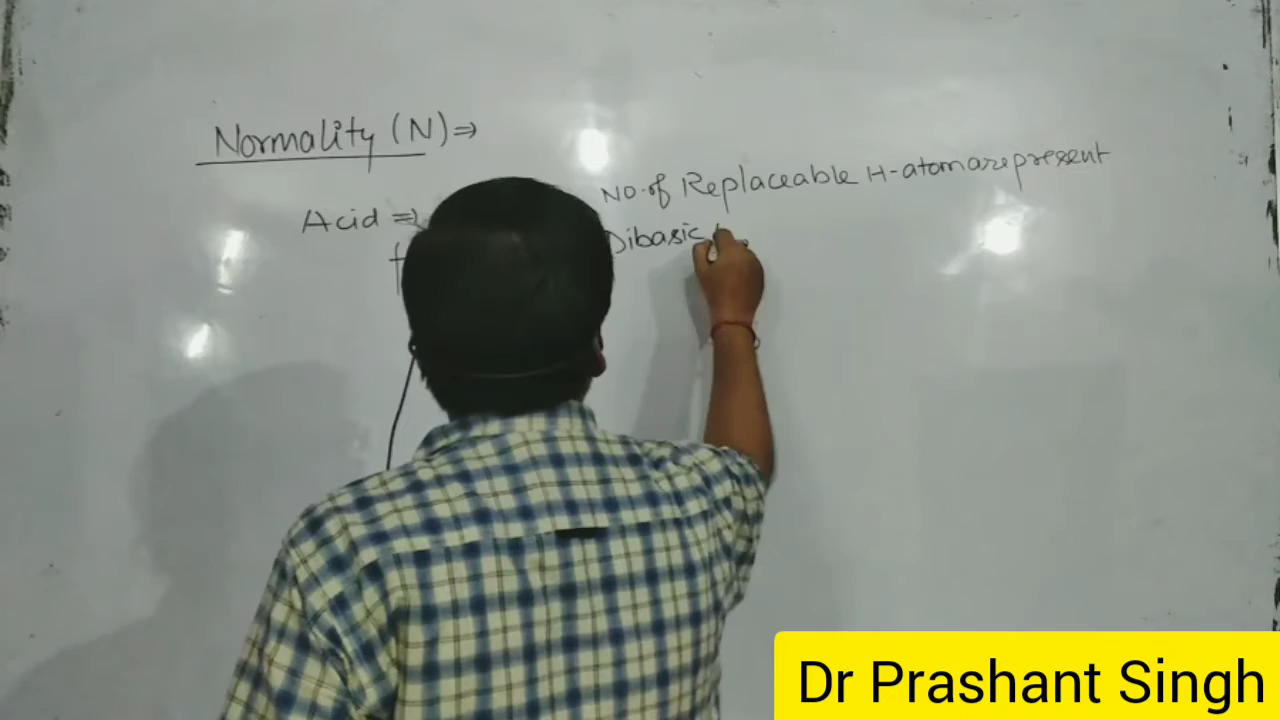 Normality (N) ⇒
Acid ⇒
No. of Replaceable H-atom are present
Dibasic
Dr Prashant Singh